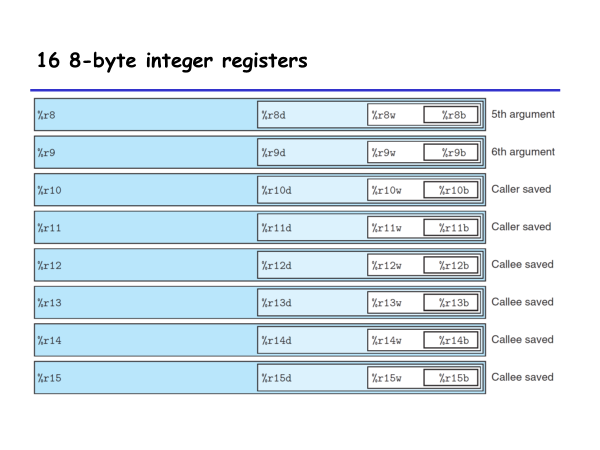 16 8-byte integer registers
%r8 %r8d %r8w %r8b 5th argument
%r9 %r9d %r9w %r9b 6th argument
%r10 %r10d %r10w %r10b Caller saved
%r11 %r11d %r11w %r11b Caller saved
%r12 %r12d %r12w %r12b Callee saved
%r13 %r13d %r13w %r13b Callee saved
%r14 %r14d %r14w %r14b Callee saved
%r15 %r15d %r15w %r15b Callee saved